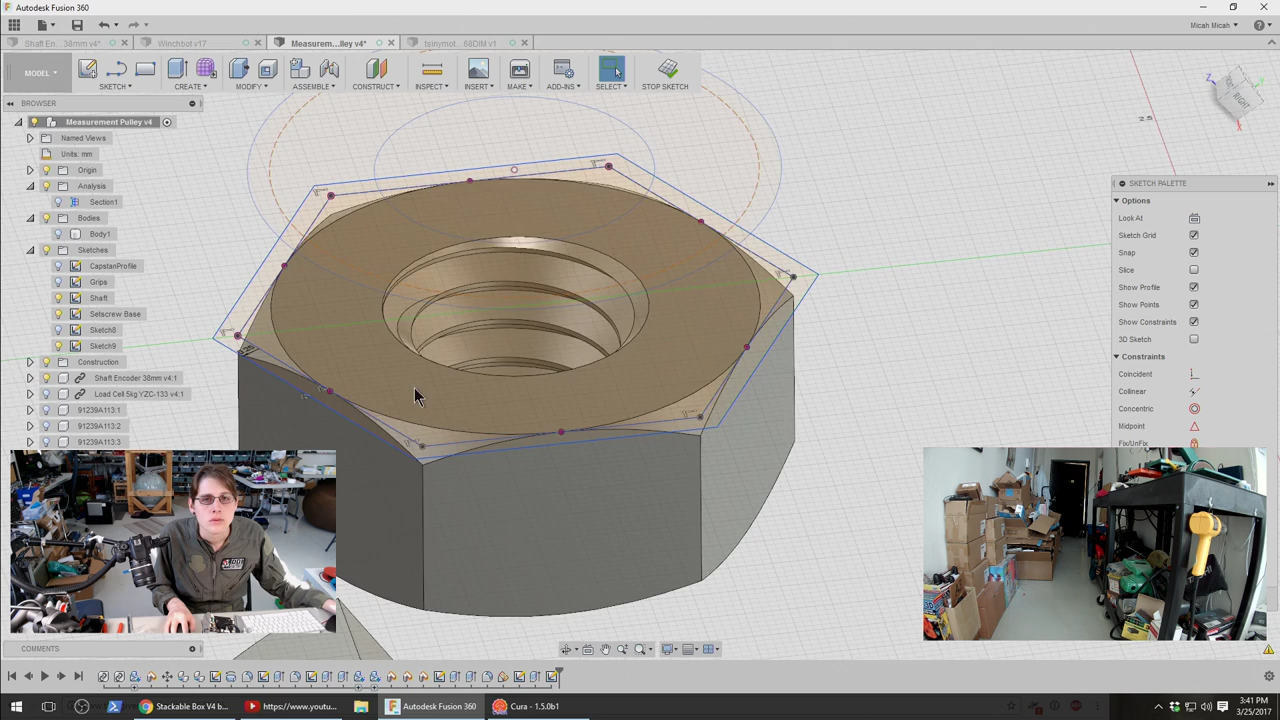 Autodesk Fusion 360
Micah Micah
Shaft En...38mm v4*
Winchbot v17
Measurem...lley v4*
tsinymot...68DIM v1
MODEL
SKETCH
CREATE
MODIFY
ASSEMBLE
CONSTRUCT
INSPECT
INSERT
MAKE
ADD-INS
SELECT
STOP SKETCH
BROWSER
Measurement Pulley v4
Named Views
Units: mm
Origin
Analysis
Section1
Bodies
Body1
Sketches
CapstanProfile
Grips
Shaft
Setscrew Base
Sketch8
Sketch9
Construction
Shaft Encoder 38mm v4:1
Load Cell 5kg YZC-133 v4:1
91239A113:1
91239A113:2
91239A113:3
2.5
Z
Y
RIGHT
X
SKETCH PALETTE
Options
Look At
Sketch Grid
Snap
Slice
Show Profile
Show Points
Show Constraints
3D Sketch
Constraints
Coincident
Collinear
Concentric
Midpoint
Fix/UnFix
COMMENTS
Stackable Box V4 b...
https://www.youtu...
Autodesk Fusion 360
Cura - 1.5.0b1
3:41 PM
3/25/2017